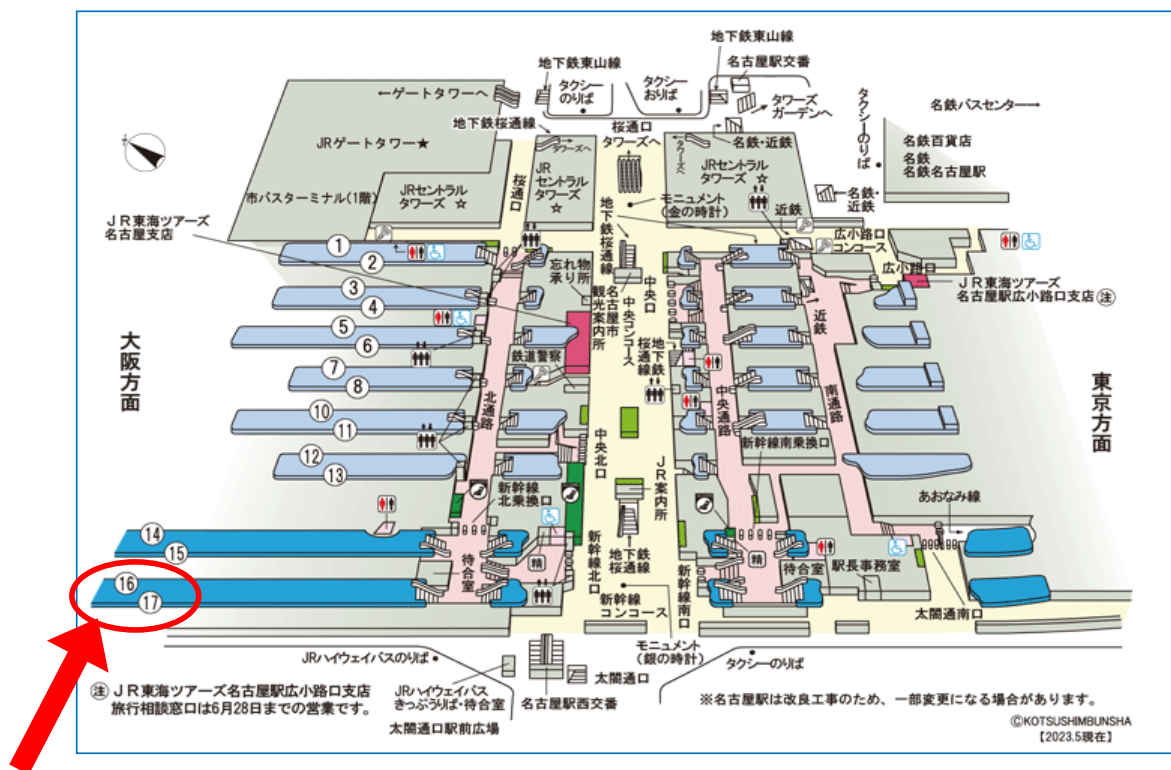 地下鉄東山線
地下鉄東山線
名古屋駅交番
タクシー
のりば
タクシー
おりば
←ゲートタワーへ
タワーズ
ガーデンへ
タクシーのりば
名鉄バスセンター→
地下鉄桜通線
桜通口
タワーズへ
名鉄・近鉄
名鉄百貨店
名鉄
名鉄名古屋駅
JRゲートタワー★
タワーズへ
タワーズへ
JR
セントラル
タワーズ ☆
JRセントラル
タワーズ ☆
JRセントラル
タワーズ ☆
桜通口
市バスターミナル(1階)
モニュメント
(金の時計)
名鉄・
近鉄
近鉄
JR東海ツアーズ
名古屋支店
地下鉄桜通線
広小路口
コンコース
広小路口
① ②
③ ④
⑤ ⑥
⑦ ⑧
⑩ ⑪
⑫ ⑬
⑭ ⑮
⑯ ⑰
忘れ物
承り所
名古屋市
観光案内所
中央コンコース
中央口
JR東海ツアーズ
名古屋駅広小路口支店 ㊟
近鉄
大阪方面
東京方面
鉄道警察
地下鉄
桜通線
北通路
中央通路
南通路
中央北口
新幹線南乗換口
新幹線
北乗換口
JR案内所
あおなみ線
待合室
精
新幹線北口
地下鉄
桜通線
新幹線南口
精
待合室
駅長事務室
新幹線
コンコース
太閤通南口
JRハイウェイバスのりば
モニュメント
(銀の時計)
タクシーのりば
㊟ JR東海ツアーズ名古屋駅広小路口支店
旅行相談窓口は6月28日までの営業です。
JRハイウェイバス
きっぷうりば・待合室
太閤通口
名古屋駅西交番
太閤通口駅前広場
※名古屋駅は改良工事のため、一部変更になる場合があります。
©KOTSUSHIMBUNSHA
【2023.5現在】